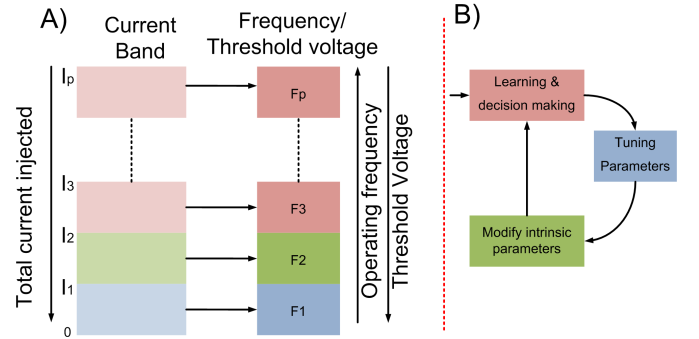 A)
Current
Band
Frequency/
Threshold voltage
Total current injected
Ip
I3
I2
I1
0
Fp
F3
F2
F1
Operating frequency
Threshold Voltage
B)
Learning &
decision making
Tuning
Parameters
Modify intrinsic
parameters